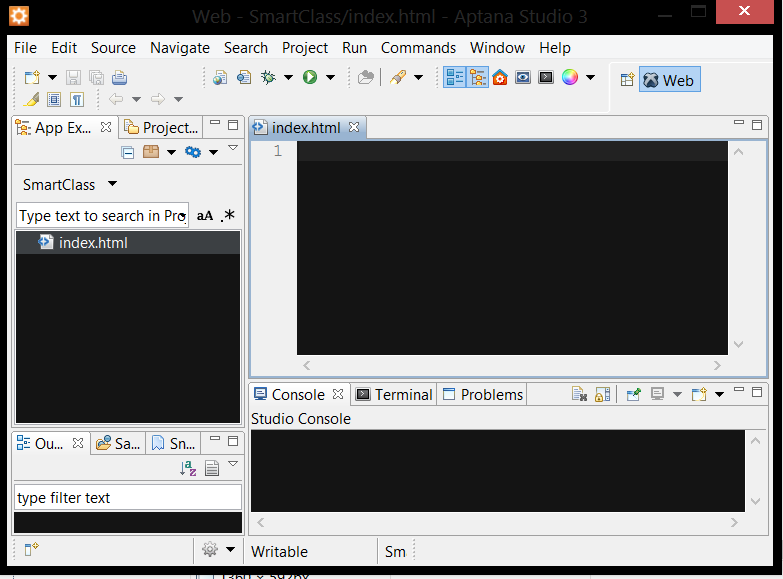 Web - SmartClass/index.html - Aptana Studio 3
File Edit Source Navigate Search Project Run Commands Window Help
Web
App Ex... Project...
index.html
1
SmartClass
Type text to search in Pro
aA .*
index.html
Console Terminal Problems
Studio Console
Ou... Sa... Sn...
type filter text
Writable Sm